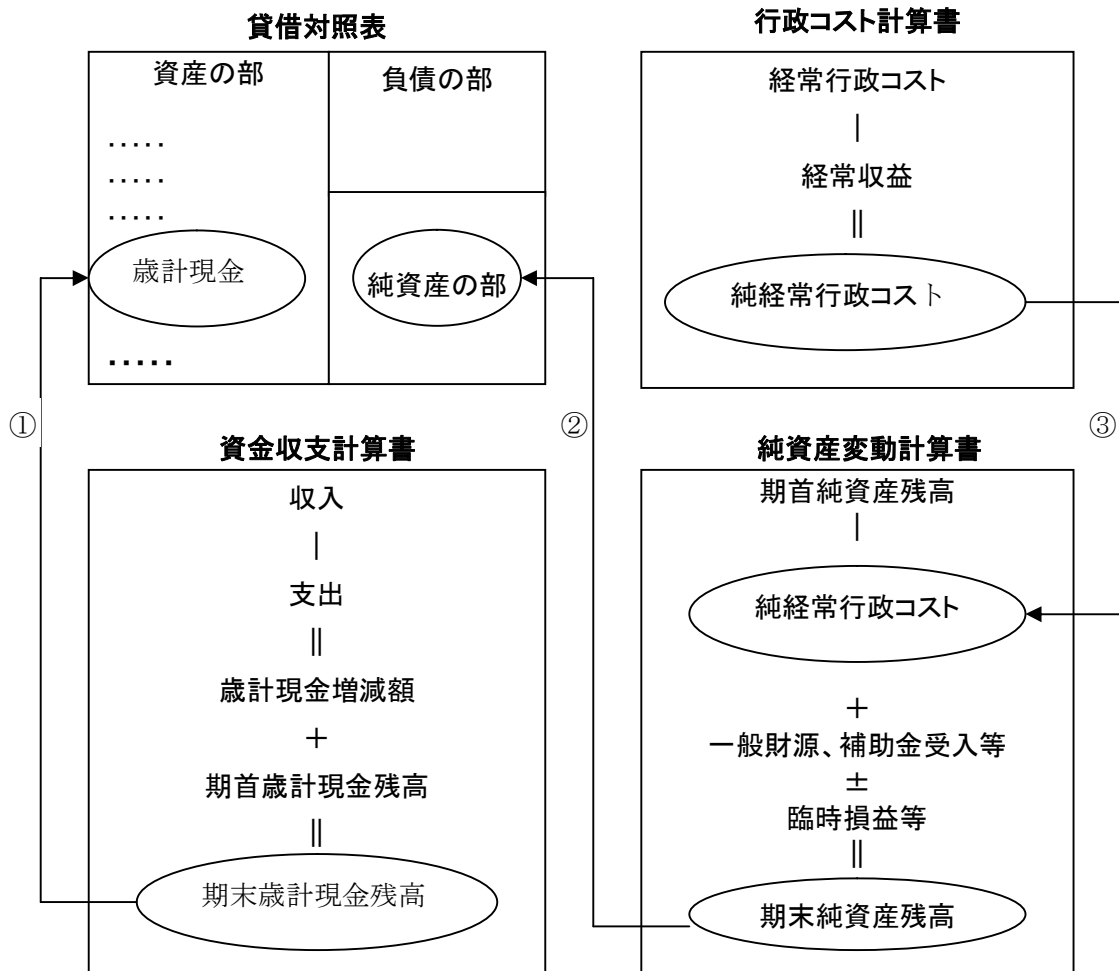 貸借対照表
資産の部
・・・・・
・・・・・
・・・・・
歳計現金
・・・・・
負債の部
純資産の部
行政コスト計算書
経常行政コスト
|
経常収益
||
純経常行政コスト
①
②
③
資金収支計算書
収入
|
支出
||
歳計現金増減額
+
期首歳計現金残高
||
期末歳計現金残高
純資産変動計算書
期首純資産残高
|
純経常行政コスト
+
一般財源、補助金受入等
±
臨時損益等
||
期末純資産残高